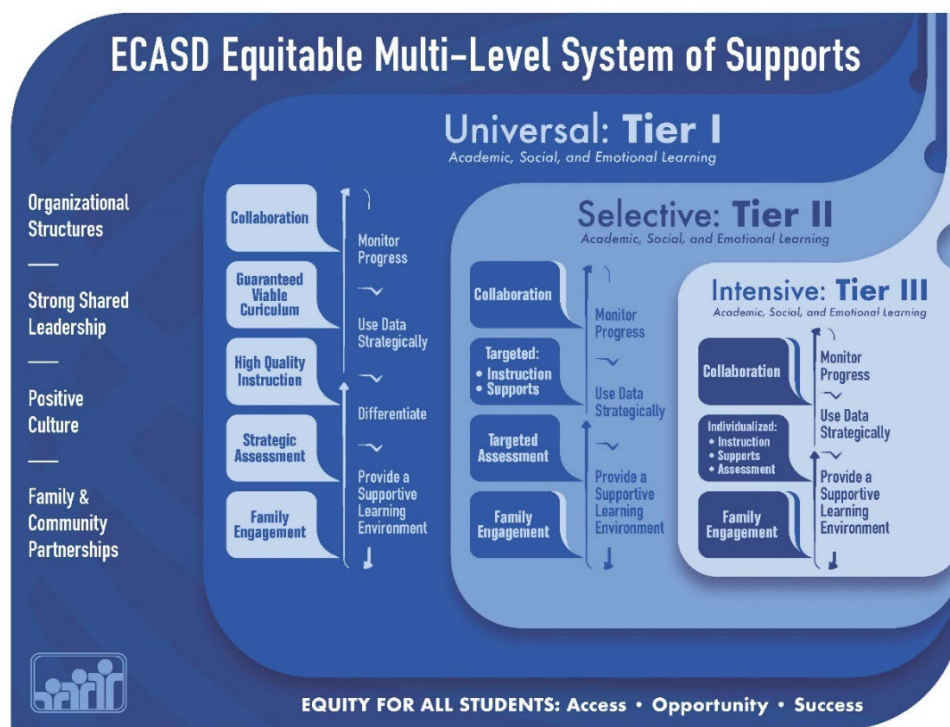 ECASD Equitable Multi-Level System of Supports
Organizational
Structures
Strong Shared
Leadership
Positive
Culture
Family &
Community
Partnerships
Universal: Tier I
Academic, Social, and Emotional Learning
Collaboration
Guaranteed
Viable
Curiculum
High Quality
Instruction
Strategic
Assessment
Family
Engagement
Monitor
Progress
Use Data
Strategically
Differentiate
Provide a
Supportive
Learning
Environment
Selective: Tier II
Academic, Social, and Emotional Learning
Collaboration
Targeted:
• Instruction
• Supports
Targeted
Assessment
Family
Engagement
Monitor
Progress
Use Data
Strategically
Provide a
Supportive
Learning
Environment
Intensive: Tier III
Academic, Social, and Emotional Learning
Collaboration
Individualized:
• Instruction
• Supports
• Assessment
Family
Engagement
Monitor
Progress
Use Data
Strategically
Provide a
Supportive
Learning
Environment
EQUITY FOR ALL STUDENTS: Access • Opportunity • Success